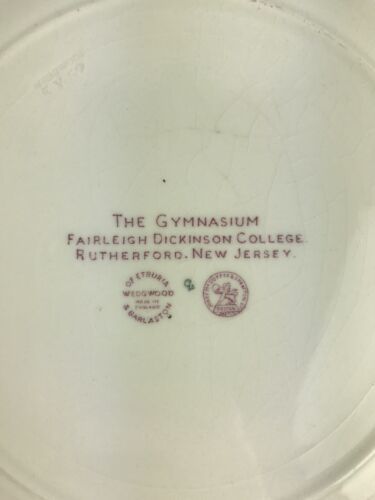 THE GYMNASIUM
FAIRLEIGH DICKINSON COLLEGE.
RUTHERFORD. NEW JERSEY.
OF ETRURIA
WEDGWOOD
MADE IN
ENGLAND
& BARLASTON